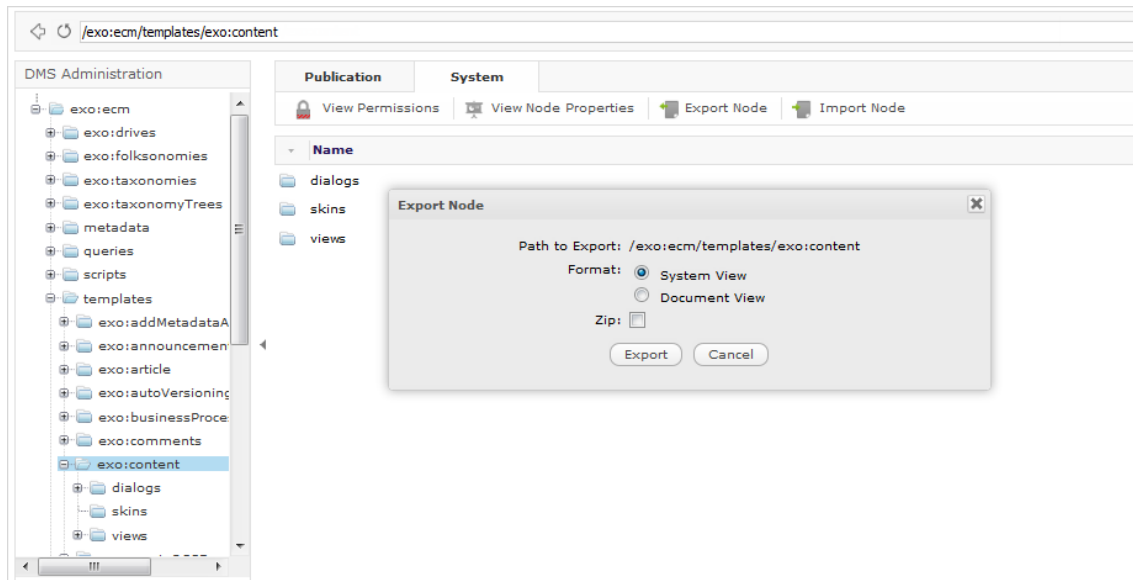 /exo:ecm/templates/exo:content
DMS Administration
exo:ecm
exo:drives
exo:folksonomies
exo:taxonomies
exo:taxonomyTrees
metadata
queries
scripts
templates
exo:addMetadataA
exo:announcemen
exo:article
exo:autoVersioning
exo:businessProce
exo:comments
exo:content
dialogs
skins
views
Publication System
View Permissions View Node Properties Export Node Import Node
Name
dialogs
skins
views
Export Node
Path to Export: /exo:ecm/templates/exo:content
Format: System View
Document View
Zip:
Export Cancel